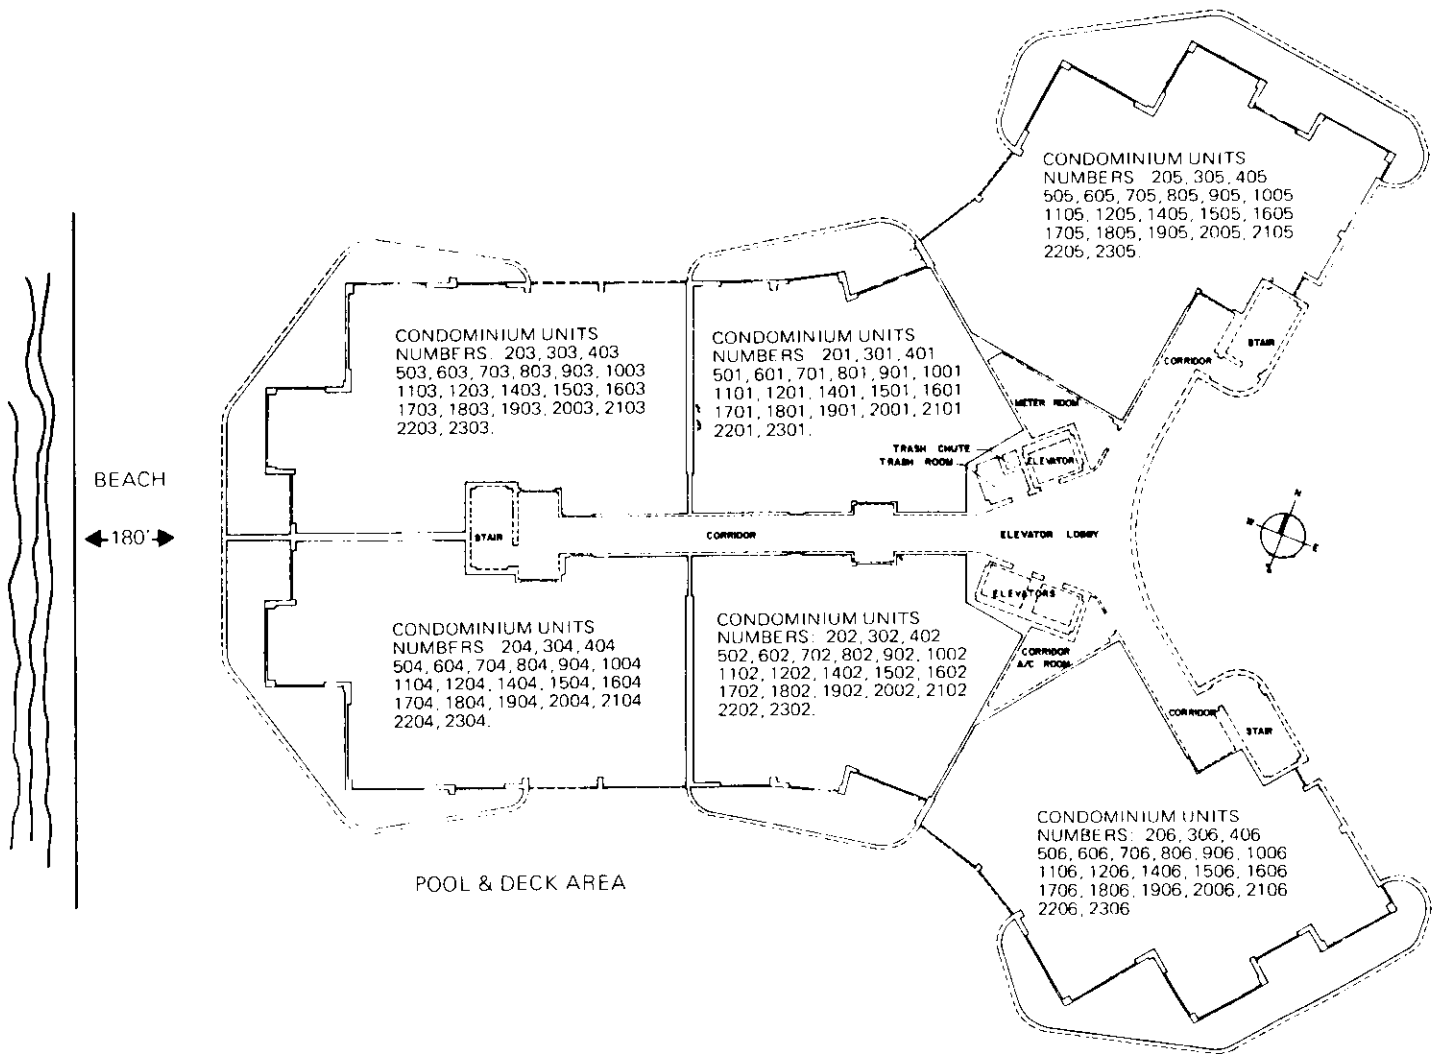 CONDOMINIUM UNITS
NUMBERS 205, 305, 405
505, 605, 705, 805, 905, 1005
1105, 1205, 1405, 1505, 1605
1705, 1805, 1905, 2005, 2105
2205, 2305.
CONDOMINIUM UNITS
NUMBERS: 203, 303, 403
503, 603, 703, 803, 903, 1003
1103, 1203, 1403, 1503, 1603
1703, 1803, 1903, 2003, 2103
2203, 2303.
CONDOMINIUM UNITS
NUMBERS 201, 301, 401
501, 601, 701, 801, 901, 1001
1101, 1201, 1401, 1501, 1601
1701, 1801, 1901, 2001, 2101
2201, 2301.
STAIR
CORRIDOR
METER ROOM
TRASH CHUTE
TRASH ROOM
ELEVATOR
BEACH
180'
STAIR
CORRIDOR
ELEVATOR LOBBY
N
W
E
S
ELEVATORS
CONDOMINIUM UNITS
NUMBERS 204, 304, 404
504, 604, 704, 804, 904, 1004
1104, 1204, 1404, 1504, 1604
1704, 1804, 1904, 2004, 2104
2204, 2304.
CONDOMINIUM UNITS
NUMBERS: 202, 302, 402
502, 602, 702, 802, 902, 1002
1102, 1202, 1402, 1502, 1602
1702, 1802, 1902, 2002, 2102
2202, 2302.
CORRIDOR
A/C ROOM
CORRIDOR
STAIR
CONDOMINIUM UNITS
NUMBERS: 206, 306, 406
506, 606, 706, 806, 906, 1006
1106, 1206, 1406, 1506, 1606
1706, 1806, 1906, 2006, 2106
2206, 2306
POOL & DECK AREA